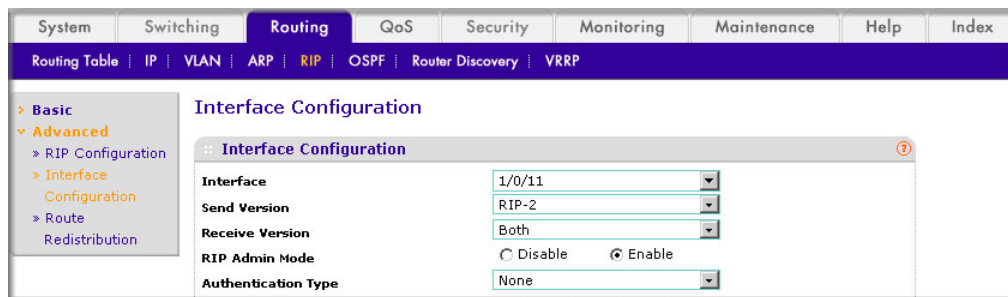 System Switching Routing QoS Security Monitoring Maintenance Help Index
Routing Table IP VLAN ARP RIP OSPF Router Discovery VRRP
Basic
Advanced
» RIP Configuration
» Interface
Configuration
» Route
Redistribution
Interface Configuration
Interface Configuration
Interface 1/0/11
Send Version RIP-2
Receive Version Both
RIP Admin Mode Disable Enable
Authentication Type None